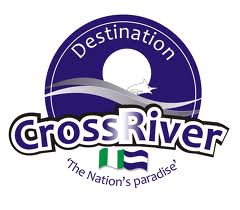 Destination
CrossRiver
'The Nation's paradise'